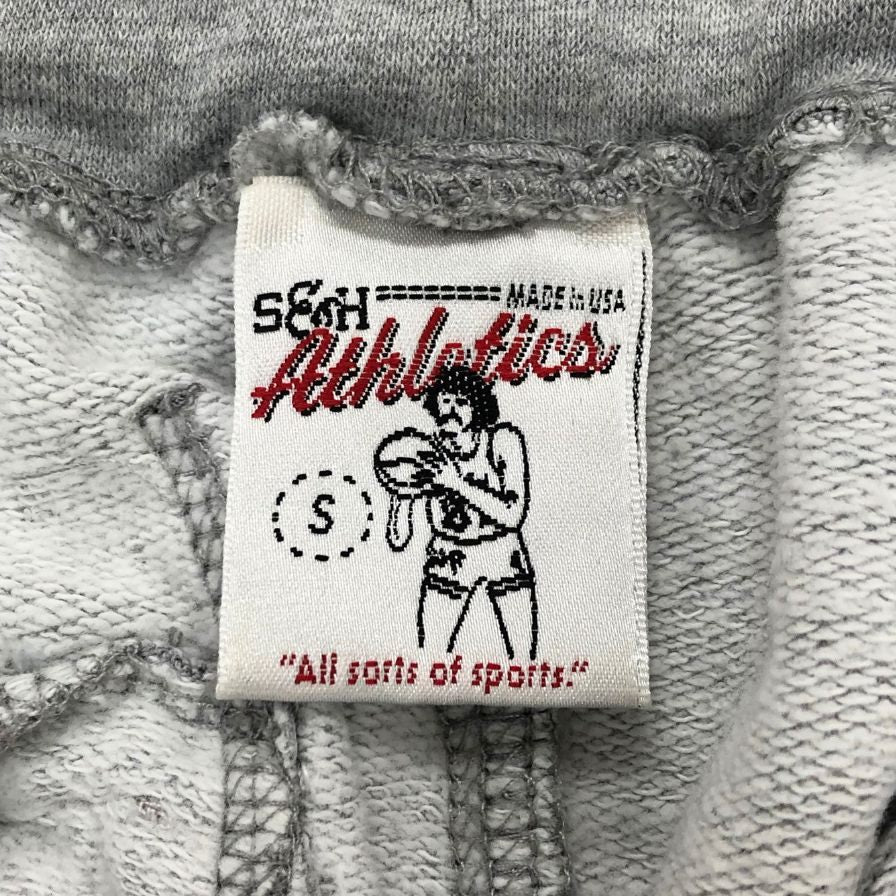 S&H MADE in USA
Athletics
S
"All sorts of sports."